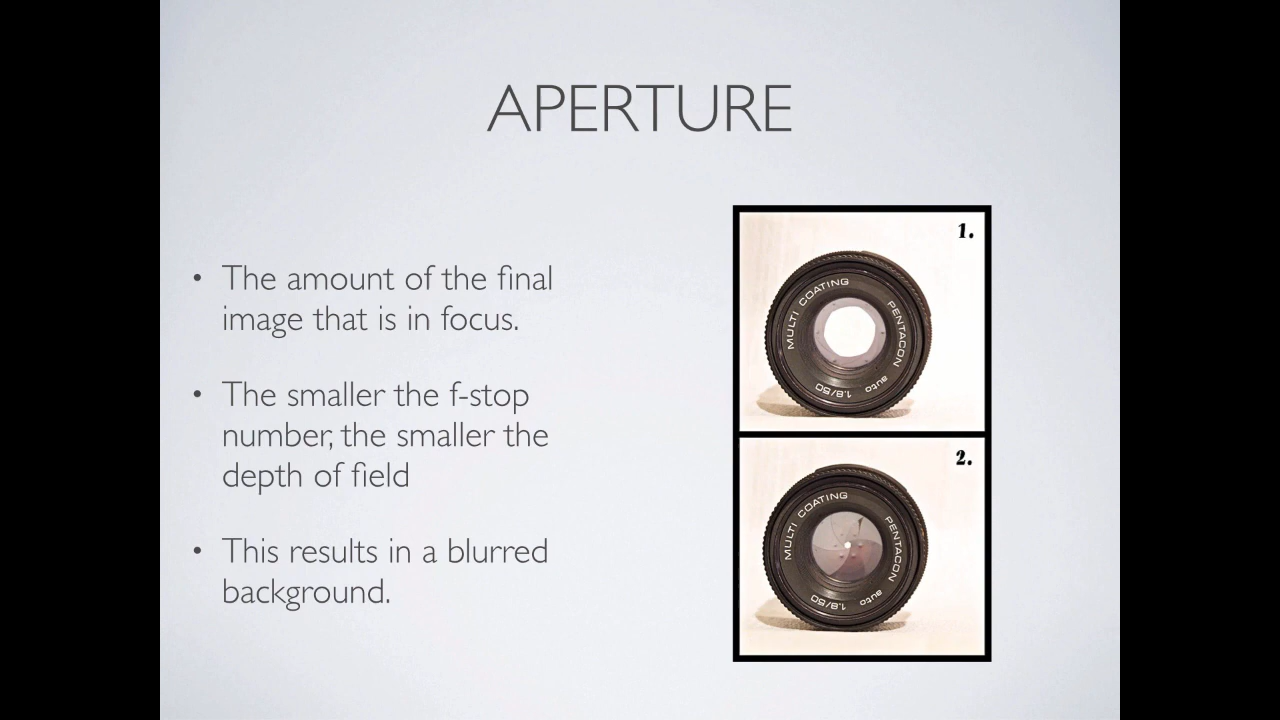 APERTURE
• The amount of the final
image that is in focus.
• The smaller the f-stop
number, the smaller the
depth of field
• This results in a blurred
background.
1.
MULTI COATING
PENTACON auto 1.8/50
2.
MULTI COATING
PENTACON auto 1.8/50